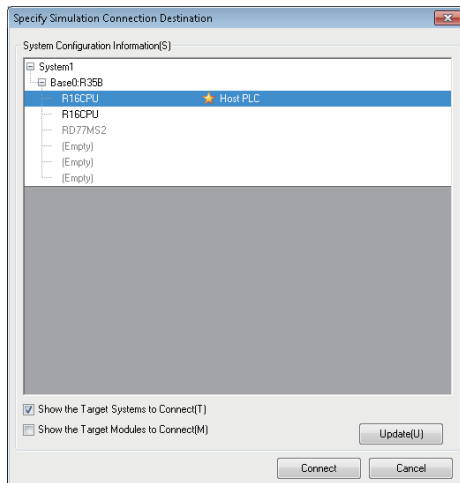 Specify Simulation Connection Destination
System Configuration Information(S)
System1
Base0:R35B
R16CPU Host PLC
R16CPU
RD77MS2
(Empty)
(Empty)
(Empty)
Show the Target Systems to Connect(T)
Show the Target Modules to Connect(M)
Update(U)
Connect Cancel